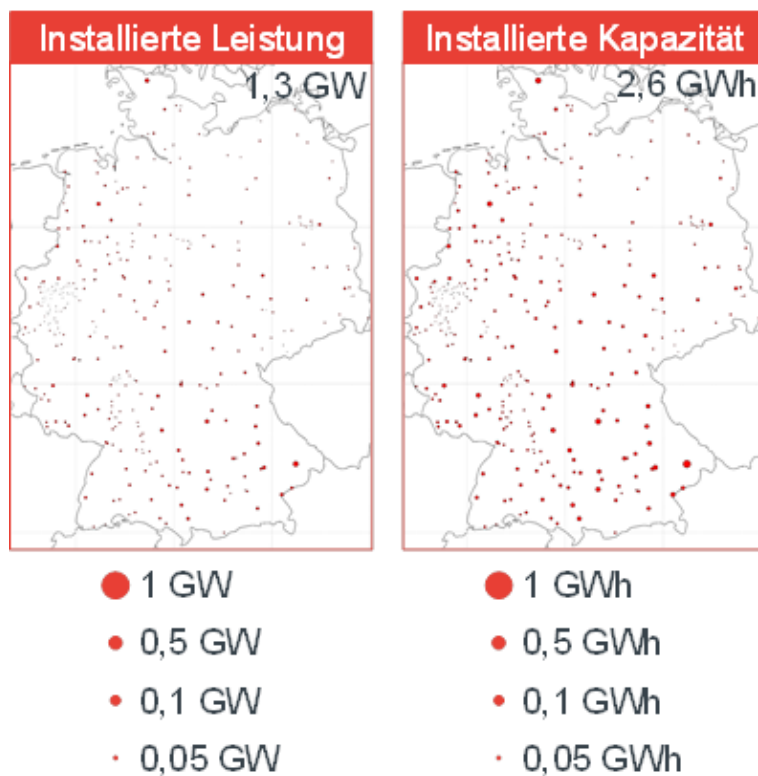 Installierte Leistung
1,3 GW
1 GW
0,5 GW
0,1 GW
0,05 GW
Installierte Kapazität
2,6 GWh
1 GWh
0,5 GWh
0,1 GWh
0,05 GWh